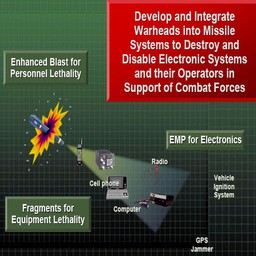 Develop and Integrate
Warheads into Missile
Systems to Destroy and
Disable Electronic Systems
and their Operators in
Support of Combat Forces
Enhanced Blast for
Personnel Lethality
EMP for Electronics
Radio
Cell phone
Vehicle
Ignition
System
Computer
Fragments for
Equipment Lethality
GPS
Jammer